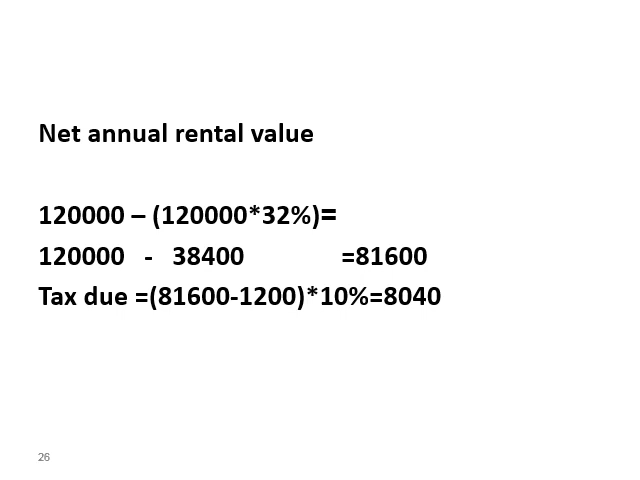 Net annual rental value
120000 – (120000*32%)=
120000 - 38400 =81600
Tax due =(81600-1200)*10%=8040
26